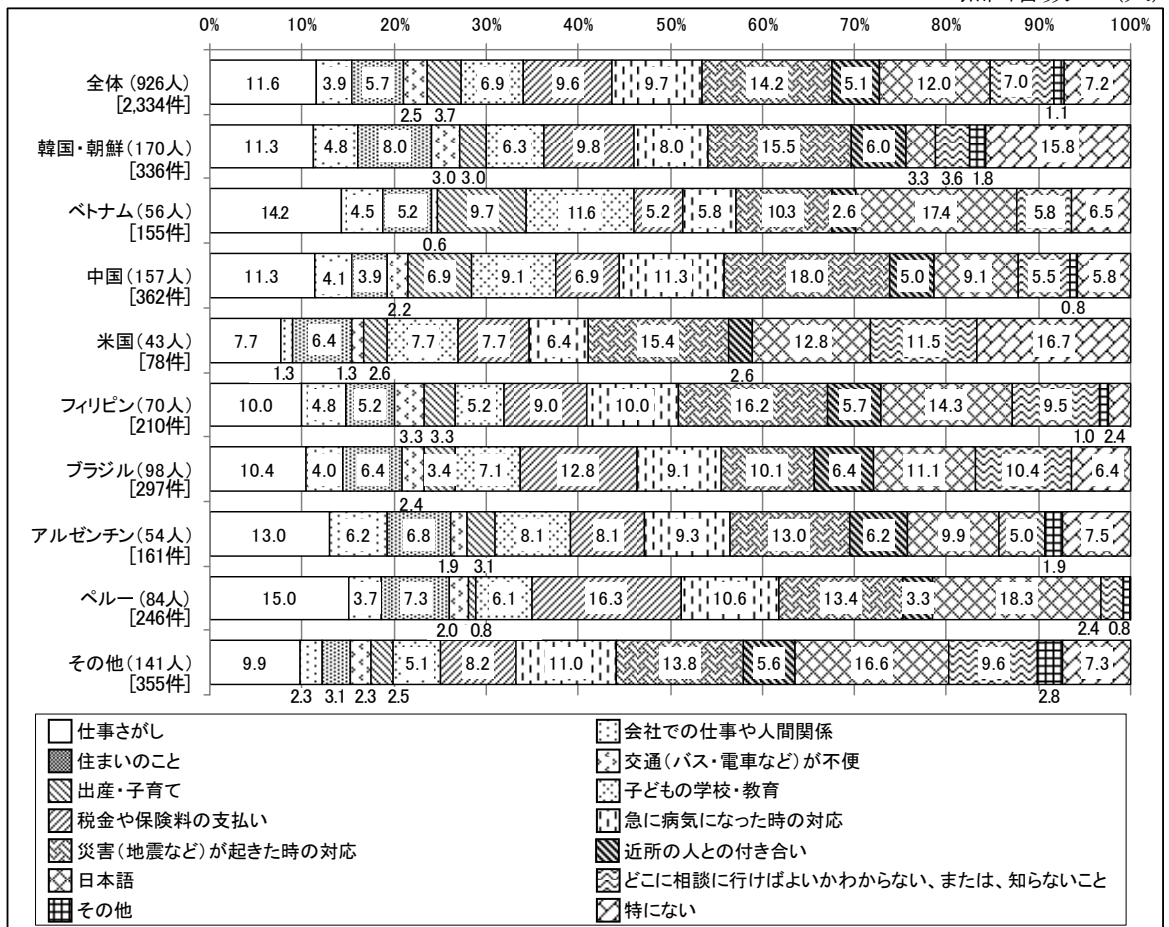 0% 10% 20% 30% 40% 50% 60% 70% 80% 90% 100%
全体(926人) 11.6 3.9 5.7 6.9 9.6 9.7 14.2 5.1 12.0 7.0 7.2
[2,334件] 2.5 3.7 1.1
韓国・朝鮮(170人) 11.3 4.8 8.0 6.3 9.8 8.0 15.5 6.0 15.8
[336件] 3.0 3.0 3.3 3.6 1.8
ベトナム(56人) 14.2 4.5 5.2 9.7 11.6 5.2 5.8 10.3 2.6 17.4 5.8 6.5
[155件] 0.6
中国(157人) 11.3 4.1 3.9 6.9 9.1 6.9 11.3 18.0 5.0 9.1 5.5 5.8
[362件] 2.2 0.8
米国(43人) 7.7 6.4 7.7 7.7 6.4 15.4 12.8 11.5 16.7
[78件] 1.3 1.3 2.6 2.6
フィリピン(70人) 10.0 4.8 5.2 5.2 9.0 10.0 16.2 5.7 14.3 9.5
[210件] 3.3 3.3 1.0 2.4
ブラジル(98人) 10.4 4.0 6.4 3.4 7.1 12.8 9.1 10.1 6.4 11.1 10.4 6.4
[297件] 2.4
アルゼンチン(54人) 13.0 6.2 6.8 8.1 8.1 9.3 13.0 6.2 9.9 5.0 7.5
[161件] 1.9 3.1 1.9
ペルー(84人) 15.0 3.7 7.3 6.1 16.3 10.6 13.4 3.3 18.3
[246件] 2.0 0.8 2.4 0.8
その他(141人) 9.9 5.1 8.2 11.0 13.8 5.6 16.6 9.6 7.3
[355件] 2.3 3.1 2.3 2.5 2.8
仕事さがし 会社での仕事や人間関係
住まいのこと 交通(バス・電車など)が不便
出産・子育て 子どもの学校・教育
税金や保険料の支払い 急に病気になった時の対応
災害(地震など)が起きた時の対応 近所の人との付き合い
日本語 どこに相談に行けばよいかわからない、または、知らないこと
その他 特にない